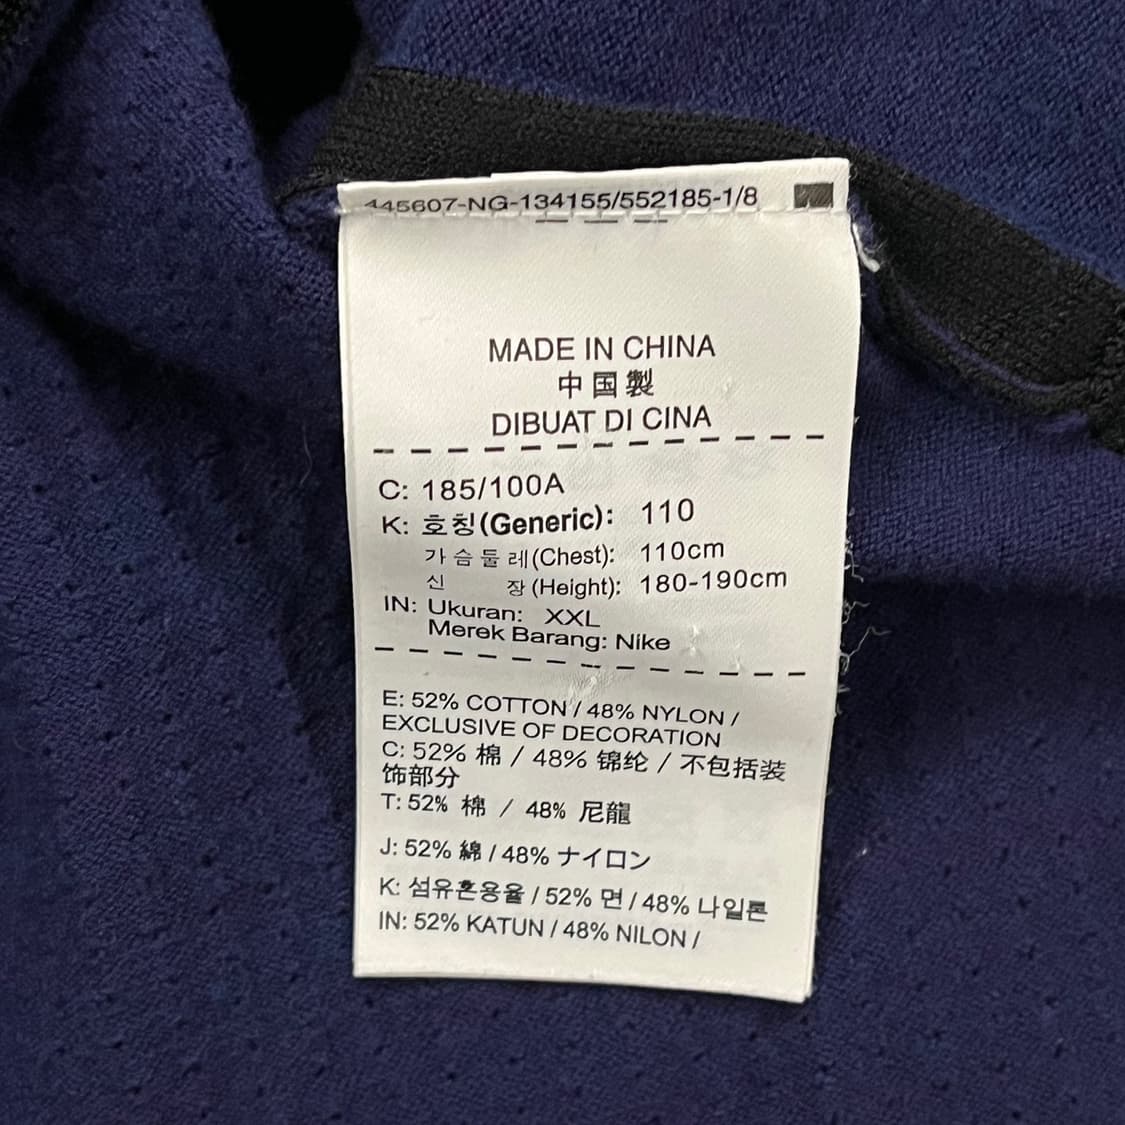 445607-NG-134155/552185-1/8
MADE IN CHINA
中国製
DIBUAT DI CINA
C: 185/100A
K: 호칭(Generic): 110
가슴둘레(Chest): 110cm
신 장(Height): 180-190cm
IN: Ukuran: XXL
Merek Barang: Nike
E: 52% COTTON / 48% NYLON /
EXCLUSIVE OF DECORATION
C: 52% 棉 / 48% 锦纶 / 不包括装
饰部分
T: 52% 棉 / 48% 尼龍
J: 52% 綿 / 48% ナイロン
K: 섬유혼용율 / 52% 면 / 48% 나일론
IN: 52% KATUN / 48% NILON /